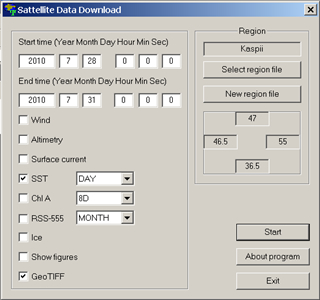 Sattellite Data Download
Start time (Year Month Day Hour Min Sec)
2010 7 28 0 0 0
End time (Year Month Day Hour Min Sec)
2010 7 31 0 0 0
Wind
Altimetry
Surface current
SST DAY
Chl A 8D
RSS-555 MONTH
Ice
Show figures
GeoTIFF
Region
Kaspii
Select region file
New region file
47
46.5 55
36.5
Start
About program
Exit